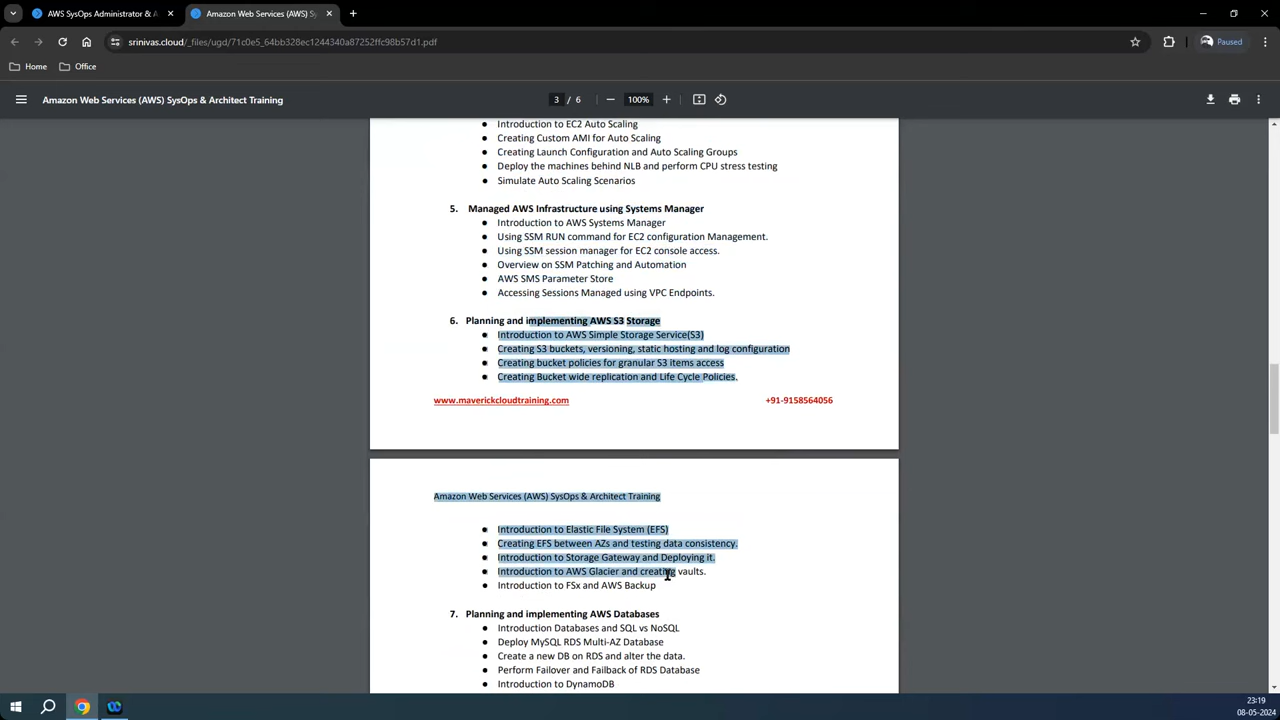 AWS SysOps Administrator & A
Amazon Web Services (AWS) Sys
srinivas.cloud/_files/ugd/71c0e5_64bb328ec1244340a87252ffc98b57d1.pdf
Paused
Home
Office
Amazon Web Services (AWS) SysOps & Architect Training
3 / 6
100%
● Introduction to EC2 Auto Scaling
● Creating Custom AMI for Auto Scaling
● Creating Launch Configuration and Auto Scaling Groups
● Deploy the machines behind NLB and perform CPU stress testing
● Simulate Auto Scaling Scenarios
5. Managed AWS Infrastructure using Systems Manager
● Introduction to AWS Systems Manager
● Using SSM RUN command for EC2 configuration Management.
● Using SSM session manager for EC2 console access.
● Overview on SSM Patching and Automation
● AWS SMS Parameter Store
● Accessing Sessions Managed using VPC Endpoints.
6. Planning and implementing AWS S3 Storage
● Introduction to AWS Simple Storage Service(S3)
● Creating S3 buckets, versioning, static hosting and log configuration
● Creating bucket policies for granular S3 items access
● Creating Bucket wide replication and Life Cycle Policies.
www.maverickcloudtraining.com +91-9158564056
Amazon Web Services (AWS) SysOps & Architect Training
● Introduction to Elastic File System (EFS)
● Creating EFS between AZs and testing data consistency.
● Introduction to Storage Gateway and Deploying it.
● Introduction to AWS Glacier and creating vaults.
● Introduction to FSx and AWS Backup
7. Planning and implementing AWS Databases
● Introduction Databases and SQL vs NoSQL
● Deploy MySQL RDS Multi-AZ Database
● Create a new DB on RDS and alter the data.
● Perform Failover and Failback of RDS Database
● Introduction to DynamoDB
23:19
08-05-2024